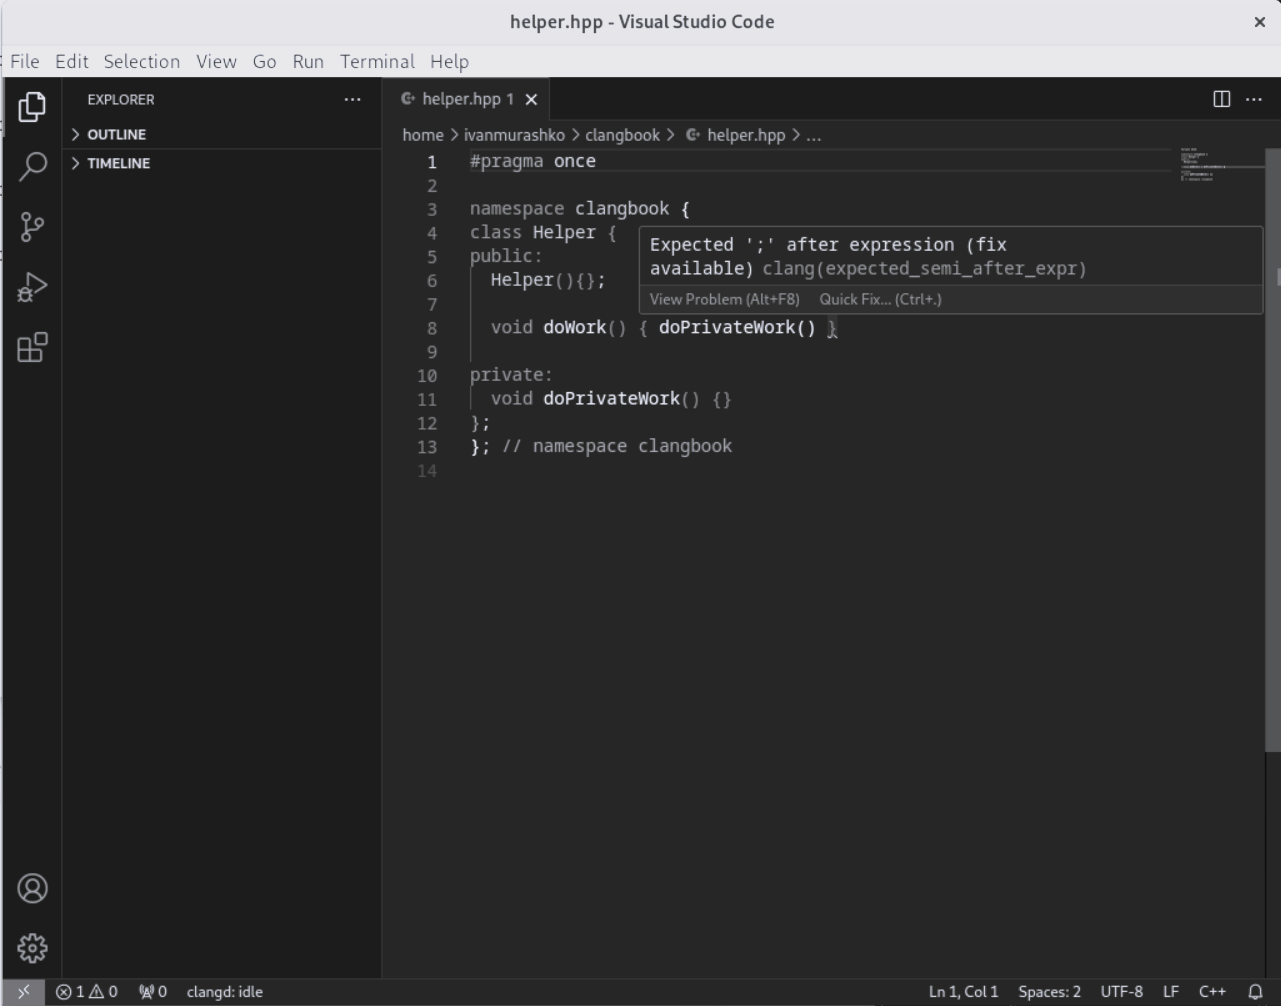 helper.hpp - Visual Studio Code
File Edit Selection View Go Run Terminal Help
EXPLORER
OUTLINE
TIMELINE
helper.hpp 1
home > ivanmurashko > clangbook > helper.hpp > ...
1 #pragma once
2
3 namespace clangbook {
4 class Helper {
5 public:
6 Helper(){};
7
8 void doWork() { doPrivateWork() }
9
10 private:
11 void doPrivateWork() {}
12 };
13 }; // namespace clangbook
14
Expected ';' after expression (fix
available) clang(expected_semi_after_expr)
View Problem (Alt+F8) Quick Fix... (Ctrl+.)
1 0 0 clangd: idle Ln 1, Col 1 Spaces: 2 UTF-8 LF C++